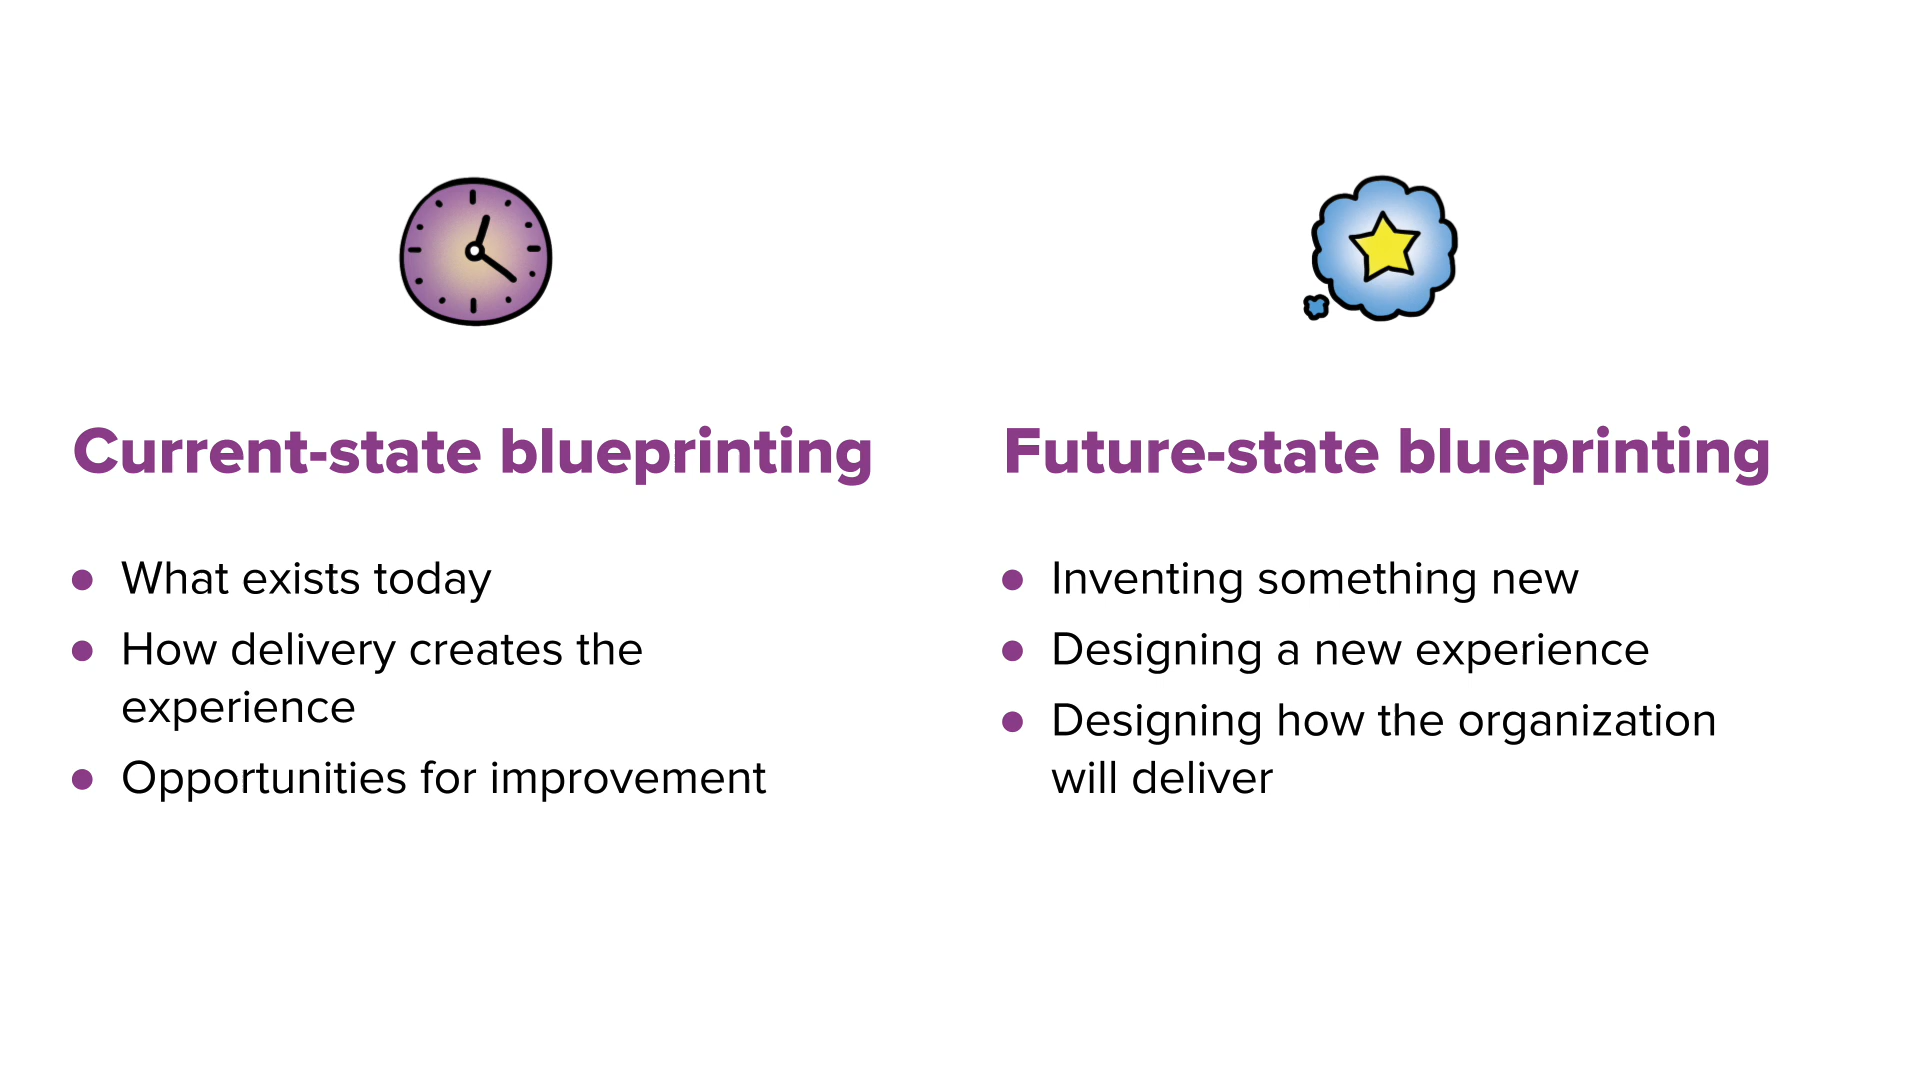 Current-state blueprinting
What exists today
How delivery creates the
experience
Opportunities for improvement
Future-state blueprinting
Inventing something new
Designing a new experience
Designing how the organization
will deliver